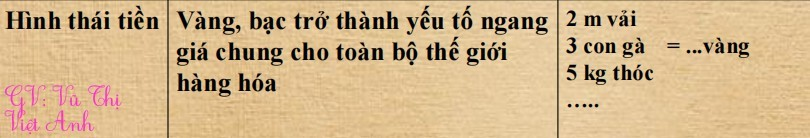 Hình thái tiền
GV: Vũ Thị
Việt Anh
Vàng, bạc trở thành yếu tố ngang
giá chung cho toàn bộ thế giới
hàng hóa
2 m vải
3 con gà = ...vàng
5 kg thóc
…..